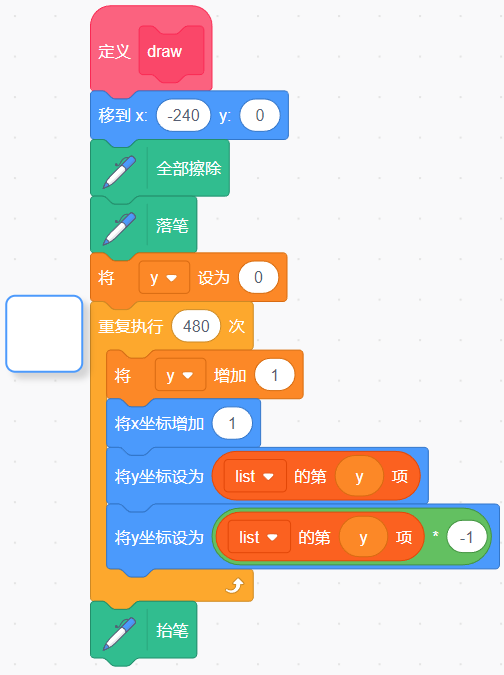 定义 draw
移到 x: -240 y: 0
全部擦除
落笔
将 y 设为 0
重复执行 480 次
将 y 增加 1
将x坐标增加 1
将y坐标设为 list 的第 y 项
将y坐标设为 list 的第 y 项 * -1
抬笔